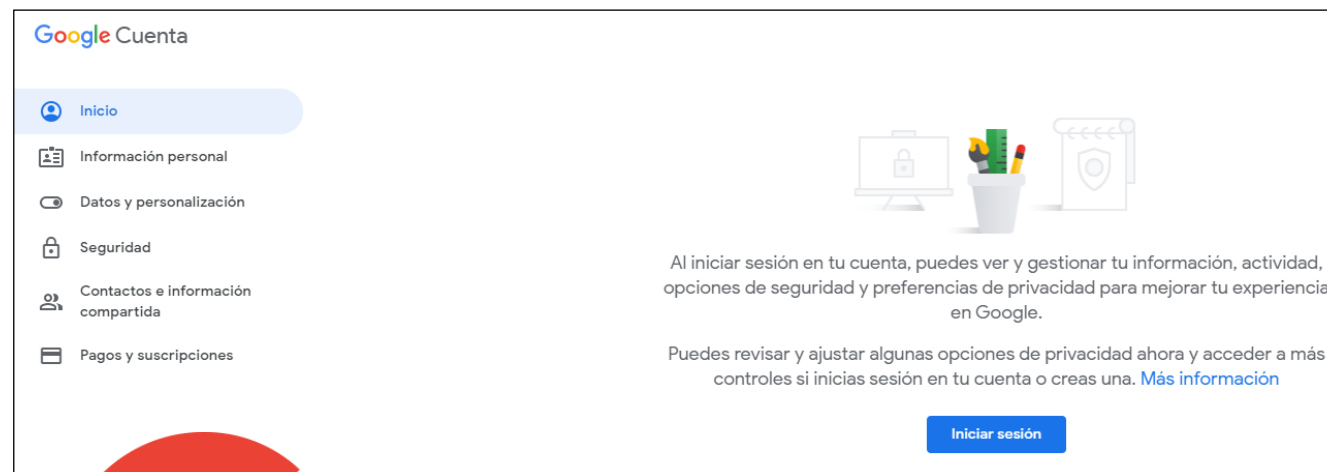 Google Cuenta
Inicio
Información personal
Datos y personalización
Seguridad
Contactos e información
compartida
Pagos y suscripciones
Al iniciar sesión en tu cuenta, puedes ver y gestionar tu información, actividad,
opciones de seguridad y preferencias de privacidad para mejorar tu experiencia
en Google.
Puedes revisar y ajustar algunas opciones de privacidad ahora y acceder a más
controles si inicias sesión en tu cuenta o creas una. Más información
Iniciar sesión